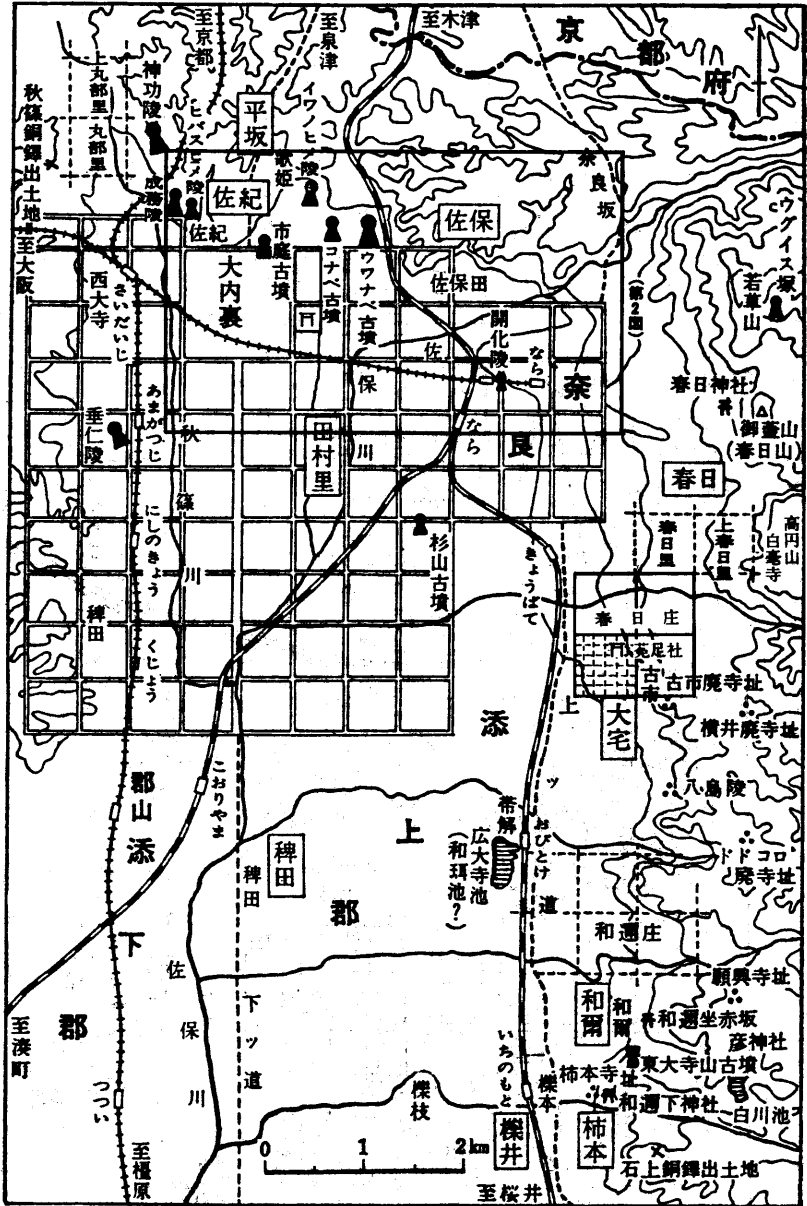 京都府
至木津
至泉津
至京都
上丸部里
丸部里
神功陵
ヒバスヒメ陵
イワノヒメ陵
平坂
歌姫
秋篠銅鐸出土地
成務陵
佐紀
佐紀
奈良坂
佐保
至大阪
西大寺
さいだいじ
大内裏
市庭古墳
コナベ古墳
ウワナベ古墳
佐保田
(第2図)
ウグイス塚
若草山
開化陵
なら
奈良
佐保川
なら
春日神社
御蓋山
(春日山)
垂仁陵
あまがつじ
秋篠川
田村里
春日
春日里
上春日里
高円山
白毫寺
にしのきょう
杉山古墳
きょうばて
稗田
くじょう
春日庄
苑足社
古市
古市廃寺址
大宅
横井廃寺址
八島陵
ドドコロ廃寺址
こおりやま
郡山
添上郡
添下郡
稗田
稗田
帯解
おびとけ
広大寺池
(和珥池?)
上ッ道
和邇庄
願興寺址
和爾
和爾
和邇坐赤坂
彦神社
東大寺山古墳
柿本寺址
和邇下神社
白川池
柿本
石上銅鐸出土地
佐保川
下ッ道
至湊町
つつい
至橿原
櫟枝
いちのもと
櫟本
櫟井
至桜井
0 1 2km